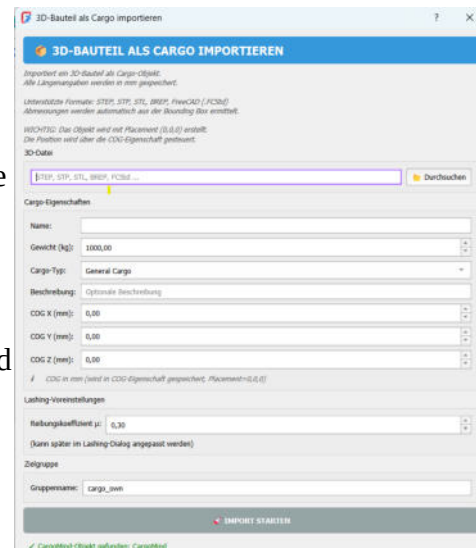 3D-Bauteil als Cargo importieren
? ×
3D-BAUTEIL ALS CARGO IMPORTIEREN
Importiert ein 3D-Bauteil als Cargo-Objekt.
Alle Längenangaben werden in mm gespeichert.
Unterstützte Formate: STEP, STP, STL, BREP, FreeCAD (.FCStd)
Abmessungen werden automatisch aus der Bounding Box ermittelt.
WICHTIG: Das Objekt wird mit Placement (0,0,0) erstellt.
Die Position wird über die COG-Eigenschaft gesteuert.
3D-Datei
e
STEP, STP, STL, BREP, FCStd ...
Durchsuchen
Cargo-Eigenschaften
Name:
Gewicht (kg): 1000,00
Cargo-Typ: General Cargo
Beschreibung: Optionale Beschreibung
COG X (mm): 0,00
COG Y (mm): 0,00
d
COG Z (mm): 0,00
i COG in mm (wird in COG-Eigenschaft gespeichert, Placement=0,0,0)
Lashing-Voreinstellungen
Reibungskoeffizient µ: 0,30
(kann später im Lashing-Dialog angepasst werden)
Zielgruppe
Gruppenname: cargo_own
IMPORT STARTEN
✓ CargoMind-Objekt gefunden: CargoMind